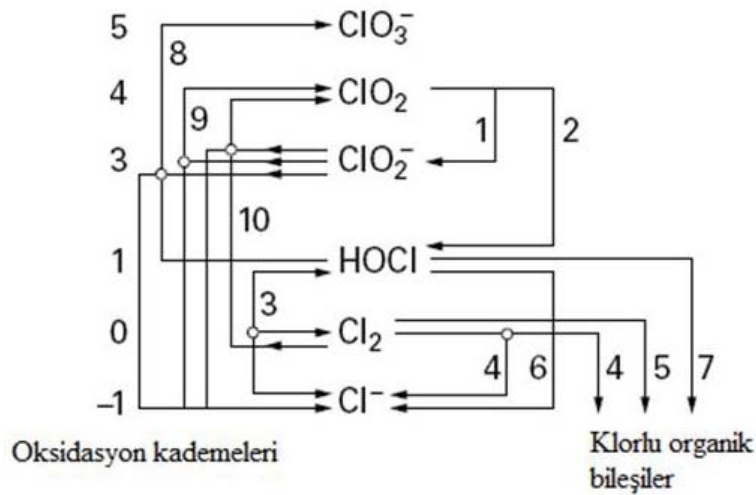 5 ClO₃⁻
8
4 ClO₂
9 1 2
3 ClO₂⁻
10
1 HOCl
3
0 Cl₂
4 6 4 5 7
–1 Cl⁻
Oksidasyon kademeleri
Klorlu organik
bileşiler